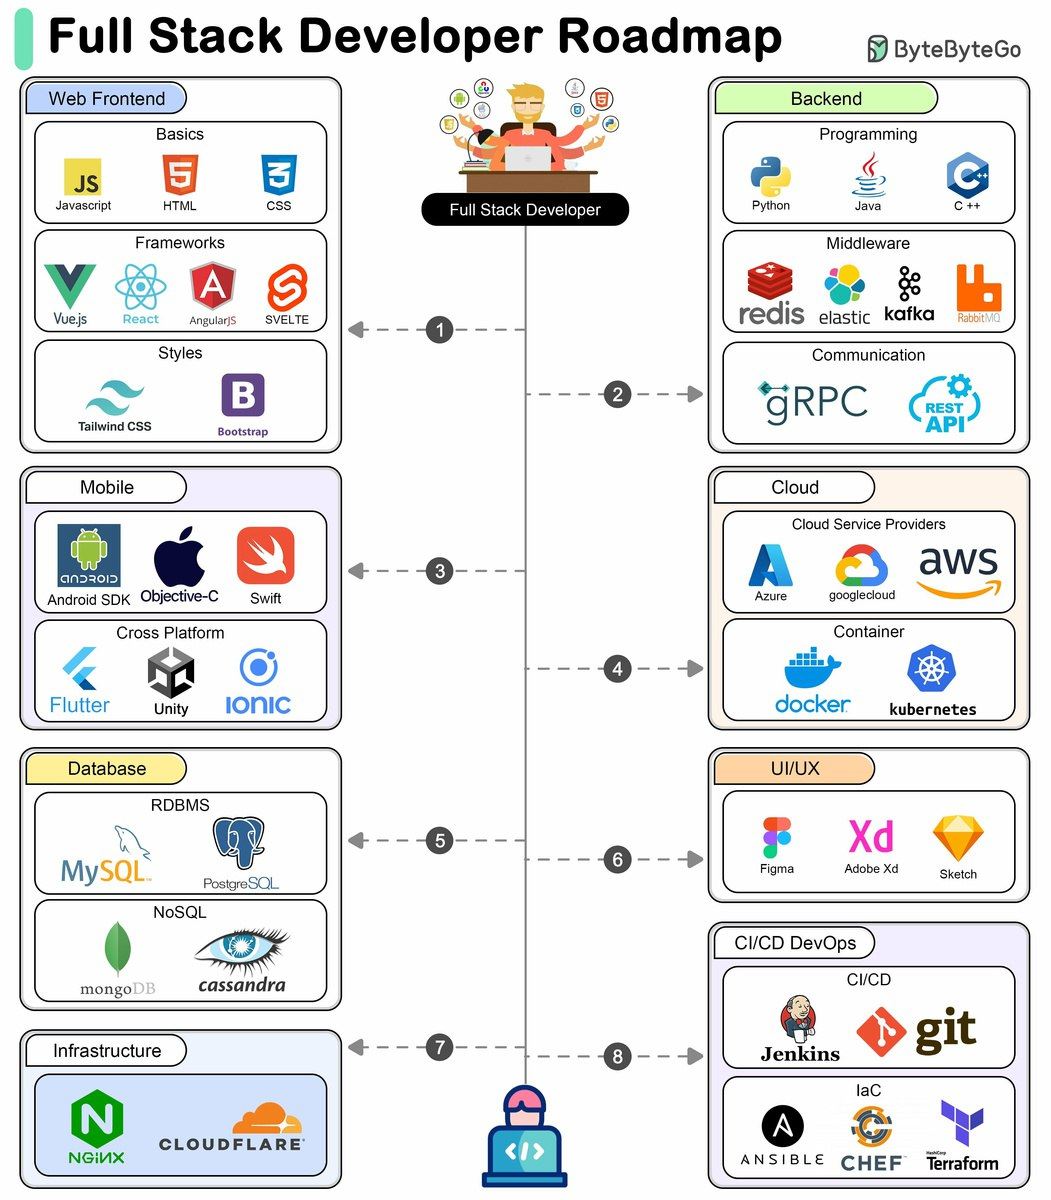 Full Stack Developer Roadmap
ByteByteGo
Full Stack Developer
1
Web Frontend
Basics
JS
Javascript
5
HTML
3
CSS
Frameworks
Vue.js
React
A
AngularJS
SVELTE
Styles
Tailwind CSS
B
Bootstrap
2
Backend
Programming
Python
Java
C++
C ++
Middleware
redis
elastic
kafka
RabbitMQ
Communication
gRPC
REST
API
3
Mobile
ANDROID
Android SDK
Objective-C
Swift
Cross Platform
Flutter
Unity
IONIC
4
Cloud
Cloud Service Providers
Azure
googlecloud
aws
Container
docker
kubernetes
5
Database
RDBMS
MySQL
PostgreSQL
NoSQL
mongoDB
cassandra
6
UI/UX
Figma
Xd
Adobe Xd
Sketch
7
Infrastructure
N
NGINX
CLOUDFLARE
8
CI/CD DevOps
CI/CD
Jenkins
git
IaC
A
ANSIBLE
CHEF
HashiCorp
Terraform
</>